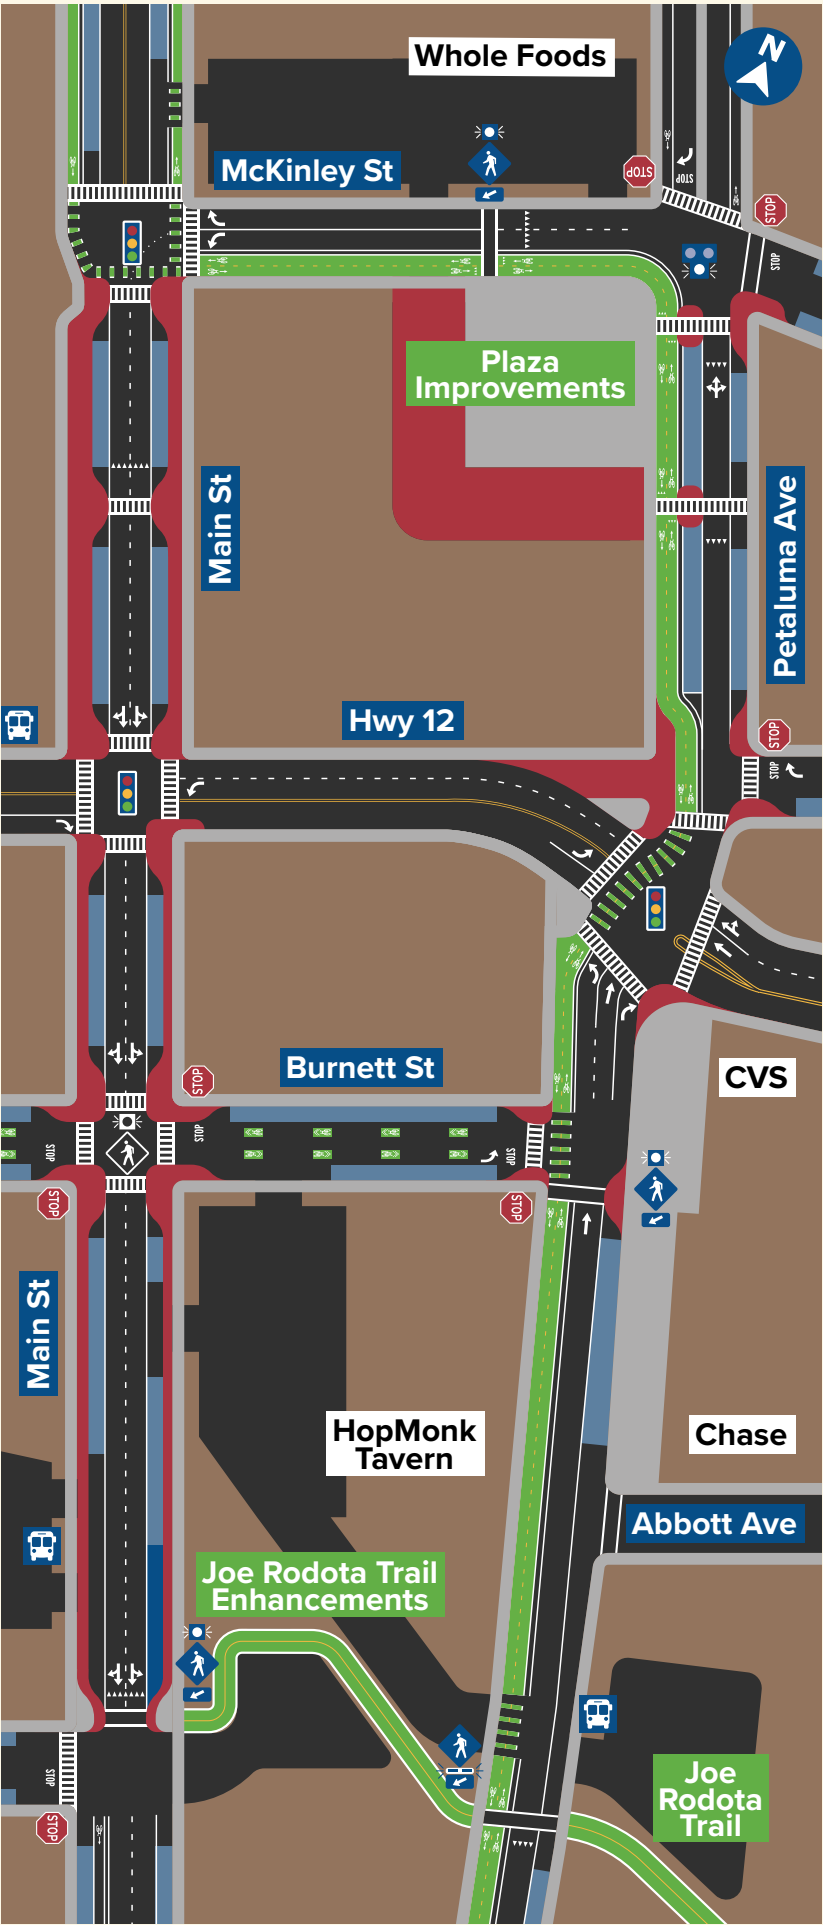 Whole Foods
N
McKinley St
STOP
STOP
STOP
STOP
Plaza
Improvements
Main St
Petaluma Ave
Hwy 12
STOP
STOP
CVS
Burnett St
STOP
STOP
STOP
STOP
STOP
STOP
Main St
HopMonk
Tavern
Chase
Abbott Ave
Joe Rodota Trail
Enhancements
Joe
Rodota
Trail
STOP
STOP